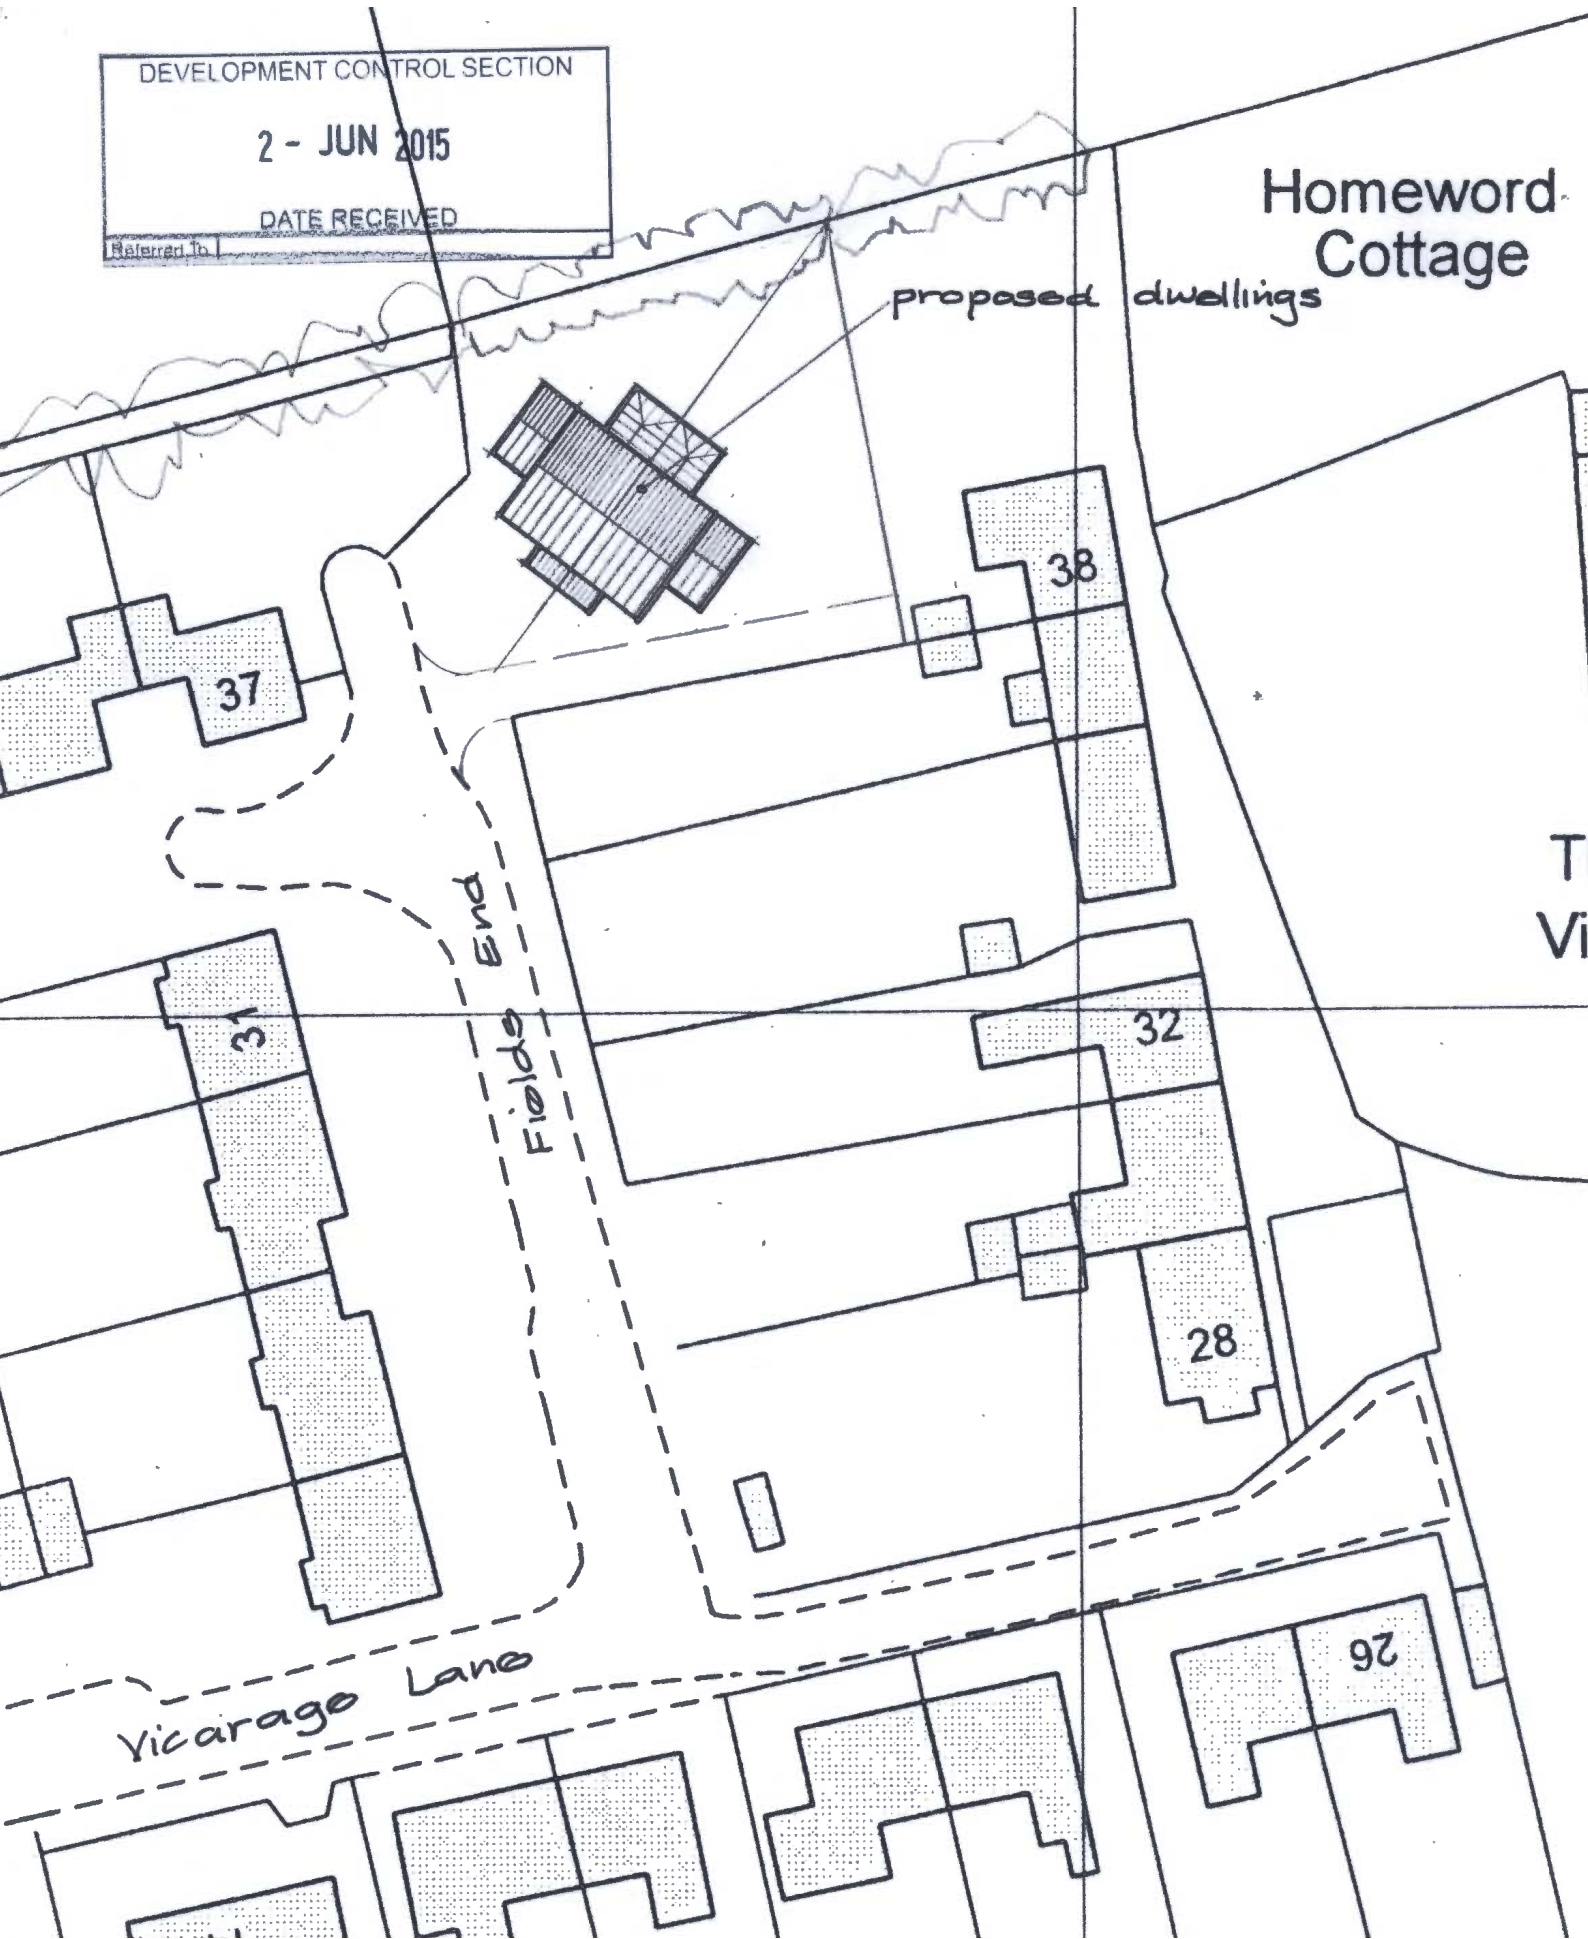 DEVELOPMENT CONTROL SECTION
2 - JUN 2015
DATE RECEIVED
Referred To
Homeword
Cottage
proposed dwellings
38
37
Fields End
31
32
28
26
Vicarage Lane